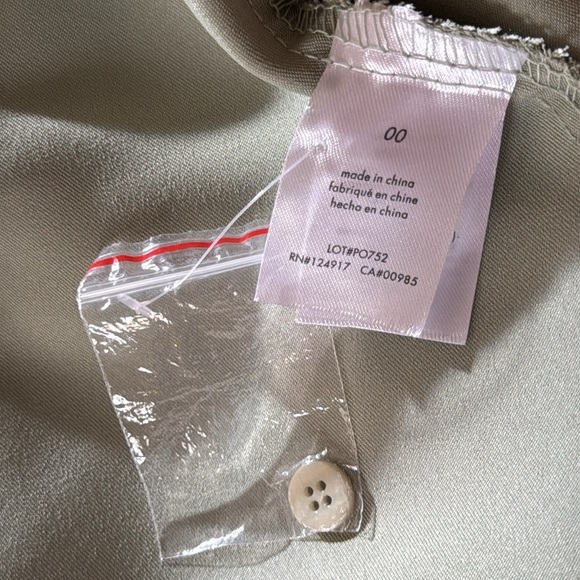 00
made in china
fabriqué en chine
hecho en china
LOT#PO752
RN#124917 CA#00985